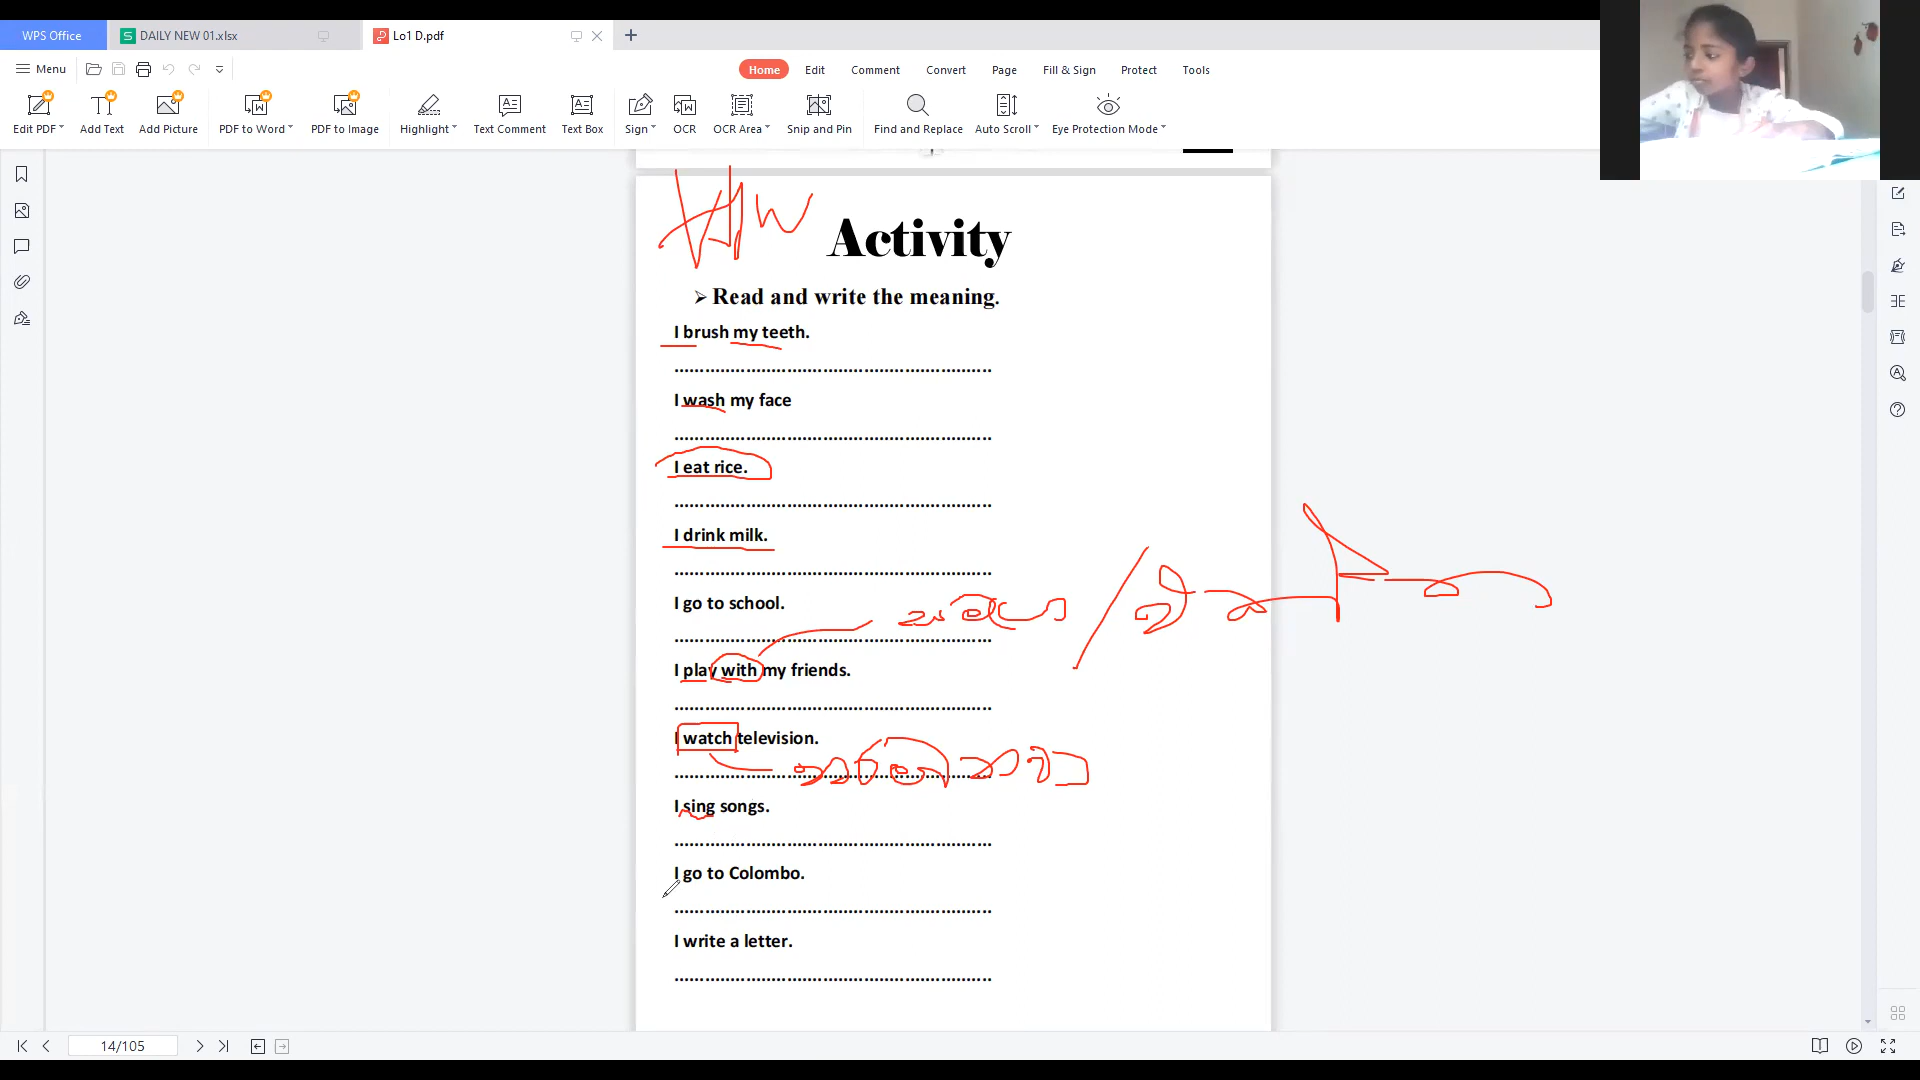 WPS Office DAILY NEW 01.xlsx Lo1 D.pdf
Menu Home Edit Comment Convert Page Fill & Sign Protect Tools
Edit PDF Add Text Add Picture PDF to Word PDF to Image Highlight Text Comment Text Box Sign OCR OCR Area Snip and Pin Find and Replace Auto Scroll Eye Protection Mode
H/W
Activity
➢ Read and write the meaning.
I brush my teeth.
.....................................................
I wash my face
.....................................................
I eat rice.
.....................................................
I drink milk.
.....................................................
I go to school.
.....................................................
I play with my friends.
.....................................................
I watch television.
.....................................................
I sing songs.
.....................................................
I go to Colombo.
.....................................................
I write a letter.
.....................................................
14/105